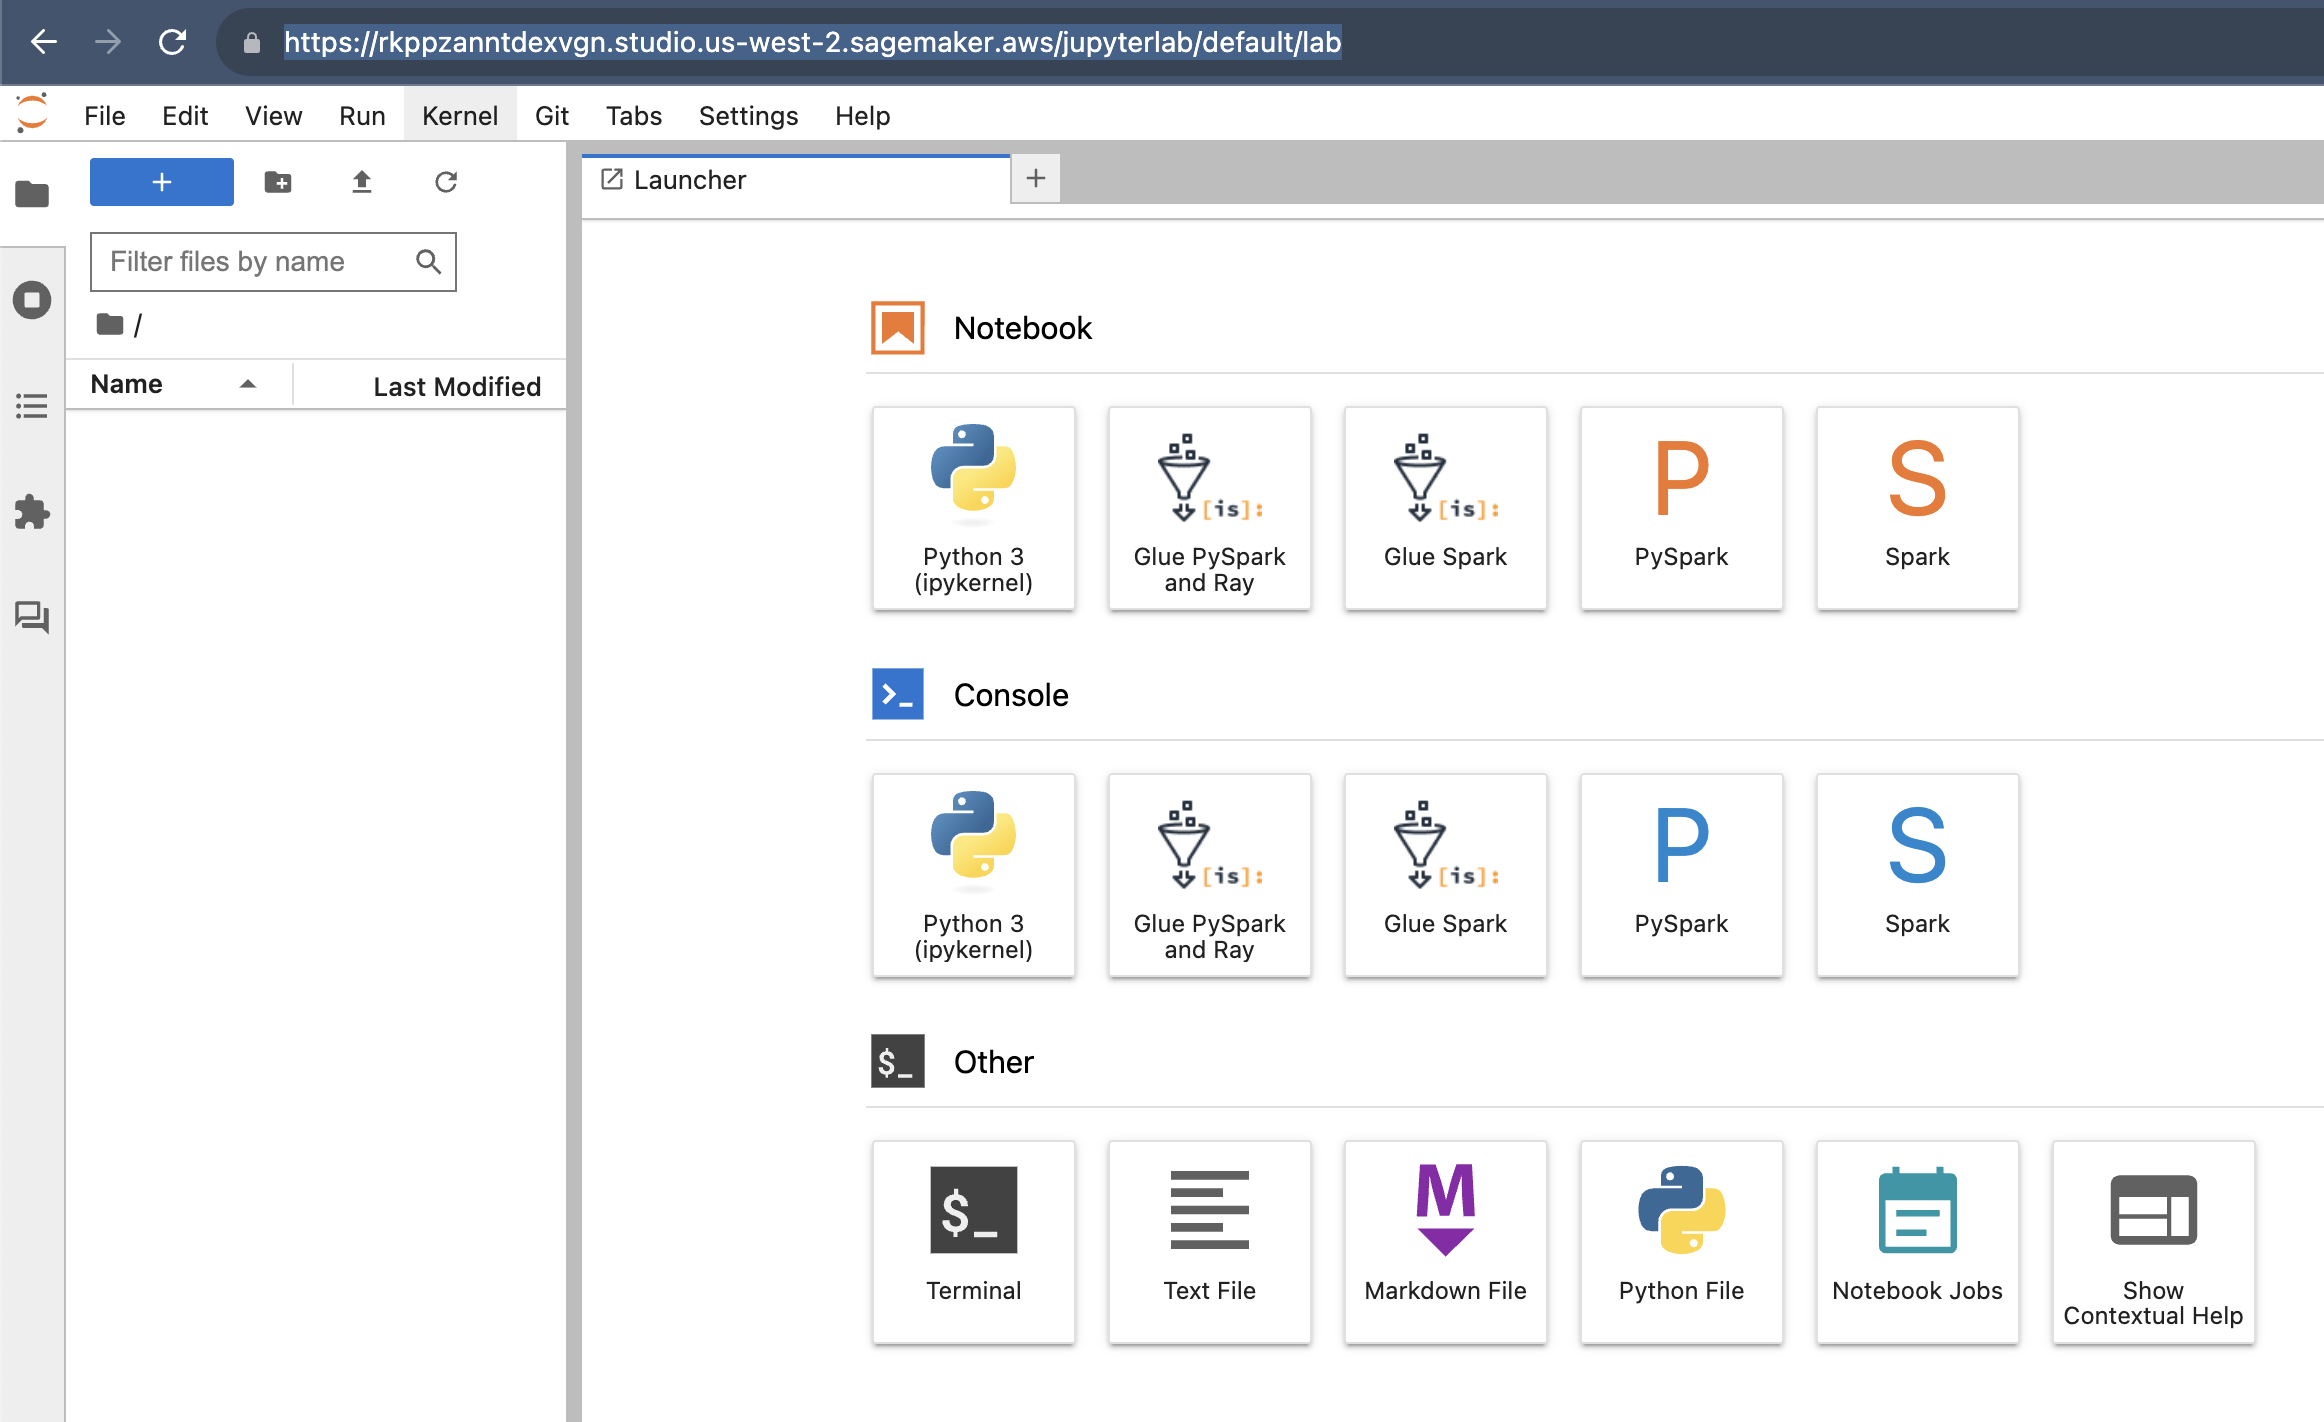 https://rkppzanntdexvgn.studio.us-west-2.sagemaker.aws/jupyterlab/default/lab
File Edit View Run Kernel Git Tabs Settings Help
+
Launcher
+
Filter files by name
/
Name
Last Modified
Notebook
Python 3
(ipykernel)
[is]:
Glue PySpark
and Ray
[is]:
Glue Spark
P
PySpark
S
Spark
>_
Console
Python 3
(ipykernel)
[is]:
Glue PySpark
and Ray
[is]:
Glue Spark
P
PySpark
S
Spark
$_
Other
$_
Terminal
Text File
M
Markdown File
Python File
Notebook Jobs
Show
Contextual Help